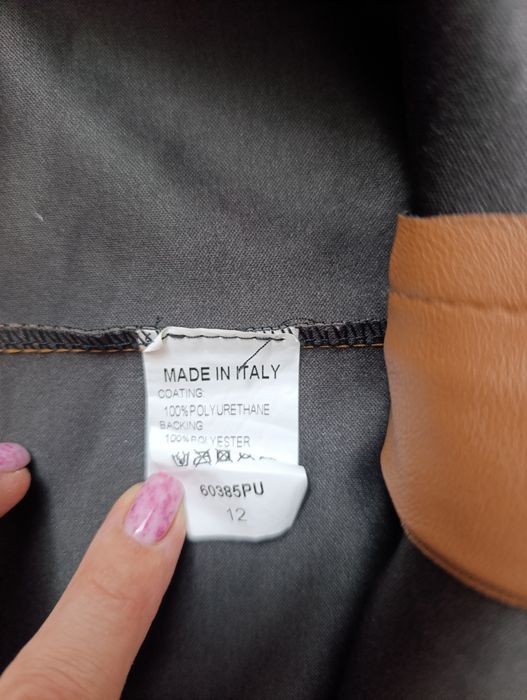 MADE IN ITALY
COATING
100%POLYURETHANE
BACKING
100%POLYESTER
60385PU
12